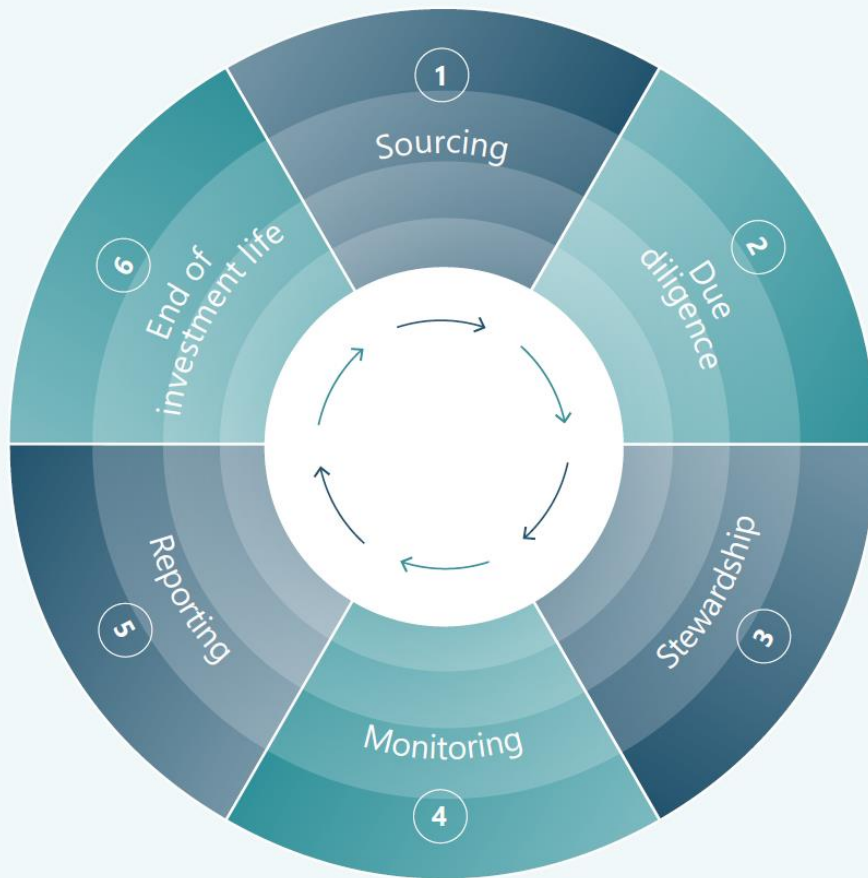 1
Sourcing
2
Due
diligence
3
Stewardship
4
Monitoring
5
Reporting
6
End of
investment life